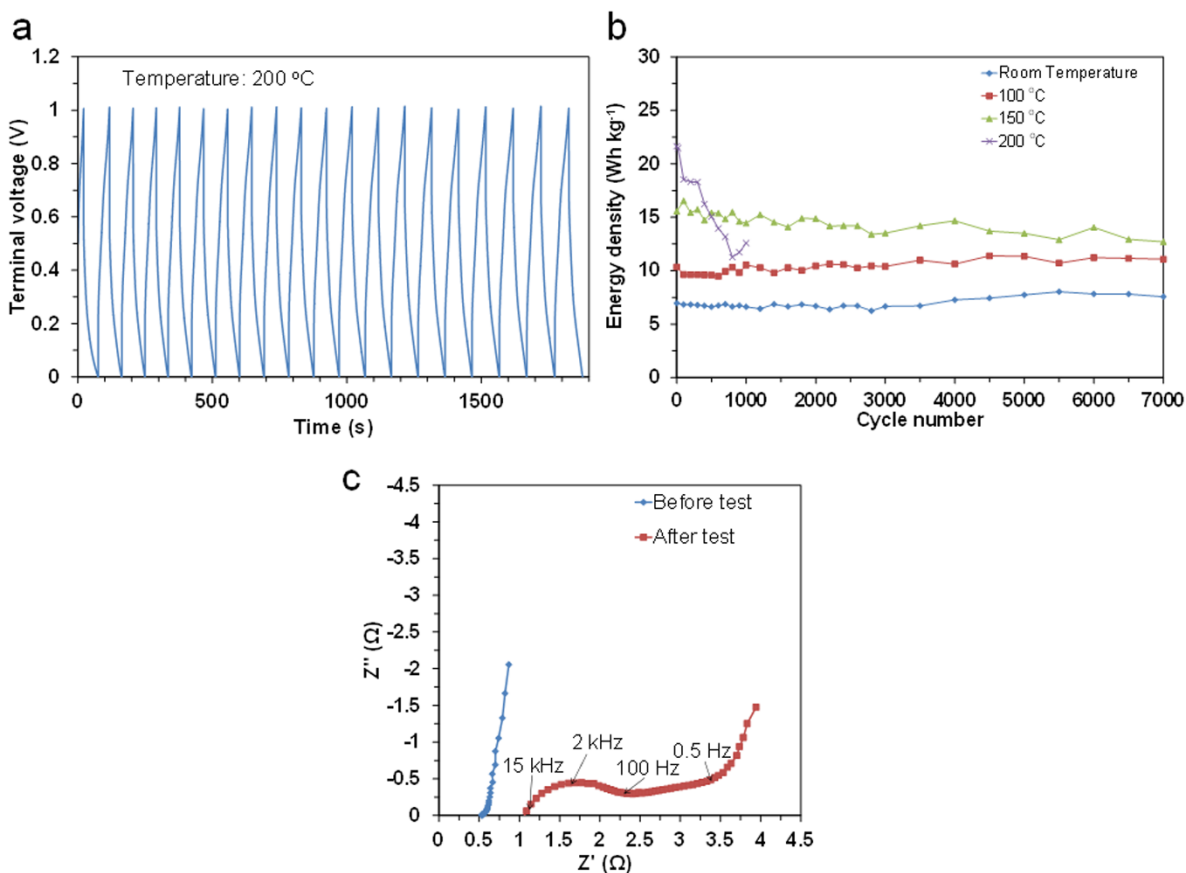 a
Temperature: 200 ºC
Terminal voltage (V)
1.2
1
0.8
0.6
0.4
0.2
0
0 500 1000 1500
Time (s)
b
Energy density (Wh kg-1)
30
25
20
15
10
5
0
Room Temperature
100 °C
150 °C
200 °C
0 1000 2000 3000 4000 5000 6000 7000
Cycle number
c
Z'' (Ω)
-4.5
-4
-3.5
-3
-2.5
-2
-1.5
-1
-0.5
0
Before test
After test
15 kHz
2 kHz
100 Hz
0.5 Hz
0 0.5 1 1.5 2 2.5 3 3.5 4 4.5
Z' (Ω)